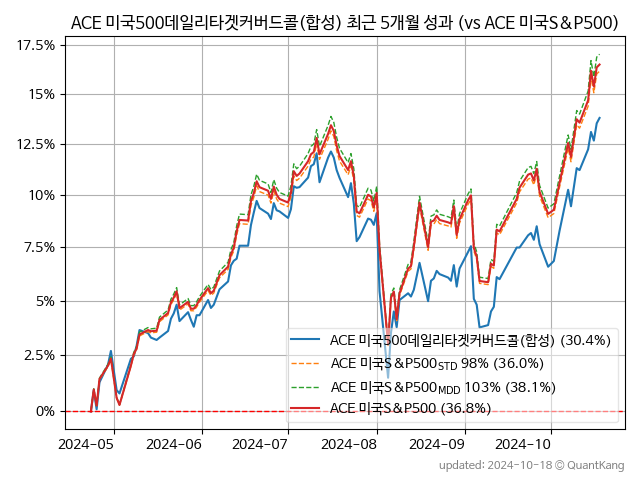 ACE 미국500데일리타겟커버드콜(합성) 최근 5개월 성과 (vs ACE 미국S&P500)
17.5%
15%
12.5%
10%
7.5%
5%
2.5%
0%
ACE 미국500데일리타겟커버드콜(합성) (30.4%)
ACE 미국S&P500STD 98% (36.0%)
ACE 미국S&P500MDD 103% (38.1%)
ACE 미국S&P500 (36.8%)
2024-05 2024-06 2024-07 2024-08 2024-09 2024-10
updated: 2024-10-18 © QuantKang